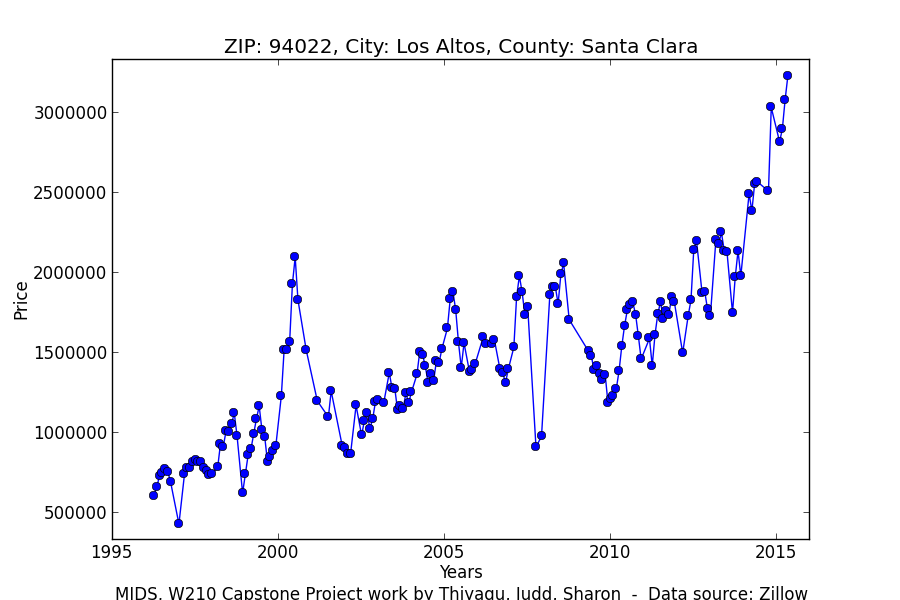 ZIP: 94022, City: Los Altos, County: Santa Clara
3000000
2500000
2000000
1500000
1000000
500000
Price
1995 2000 2005 2010 2015
Years
MIDS, W210 Capstone Project work by Thiyagu, Judd, Sharon - Data source: Zillow